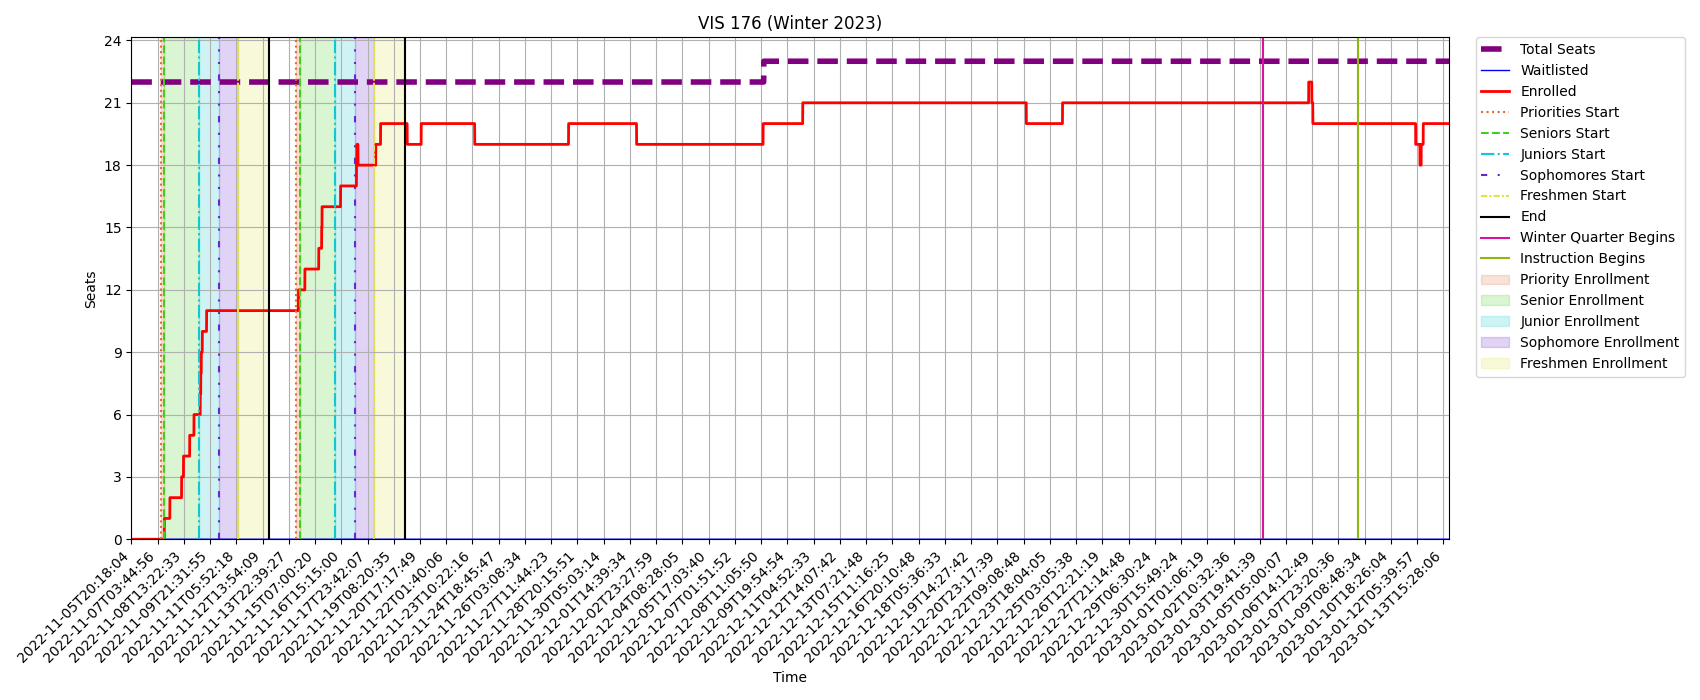 VIS 176 (Winter 2023)
24
21
18
15
12
9
6
3
0
Seats
2022-11-05T20:18:04
2022-11-07T03:44:56
2022-11-08T13:22:33
2022-11-09T21:31:55
2022-11-11T05:52:18
2022-11-12T13:54:09
2022-11-13T22:39:27
2022-11-15T07:00:20
2022-11-16T15:15:00
2022-11-17T23:42:07
2022-11-19T08:20:35
2022-11-20T17:17:49
2022-11-22T01:40:06
2022-11-23T10:22:16
2022-11-24T18:45:47
2022-11-26T03:08:34
2022-11-27T11:44:23
2022-11-28T20:15:51
2022-11-30T05:03:14
2022-12-01T14:39:34
2022-12-02T23:27:59
2022-12-04T08:28:05
2022-12-05T17:03:40
2022-12-07T01:51:52
2022-12-08T11:05:50
2022-12-09T19:54:54
2022-12-11T04:52:33
2022-12-12T14:07:42
2022-12-13T17:21:48
2022-12-15T11:16:25
2022-12-16T20:10:48
2022-12-18T05:36:33
2022-12-19T14:27:42
2022-12-20T23:17:39
2022-12-22T09:08:48
2022-12-23T18:04:05
2022-12-25T03:05:38
2022-12-26T12:21:19
2022-12-27T21:14:48
2022-12-29T06:30:24
2022-12-30T15:49:24
2023-01-01T01:06:19
2023-01-02T10:32:36
2023-01-03T19:41:39
2023-01-05T05:00:07
2023-01-06T14:12:49
2023-01-07T23:20:36
2023-01-09T08:48:34
2023-01-10T18:26:04
2023-01-12T05:39:57
2023-01-13T15:28:06
Time
Total Seats
Waitlisted
Enrolled
Priorities Start
Seniors Start
Juniors Start
Sophomores Start
Freshmen Start
End
Winter Quarter Begins
Instruction Begins
Priority Enrollment
Senior Enrollment
Junior Enrollment
Sophomore Enrollment
Freshmen Enrollment